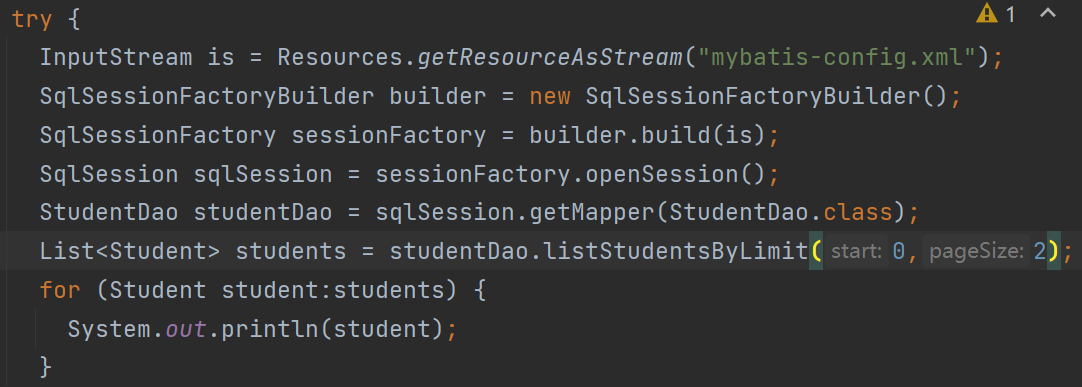 try {
1
InputStream is = Resources.getResourceAsStream("mybatis-config.xml");
SqlSessionFactoryBuilder builder = new SqlSessionFactoryBuilder();
SqlSessionFactory sessionFactory = builder.build(is);
SqlSession sqlSession = sessionFactory.openSession();
StudentDao studentDao = sqlSession.getMapper(StudentDao.class);
List<Student> students = studentDao.listStudentsByLimit( start: 0, pageSize: 2);
for (Student student:students) {
System.out.println(student);
}